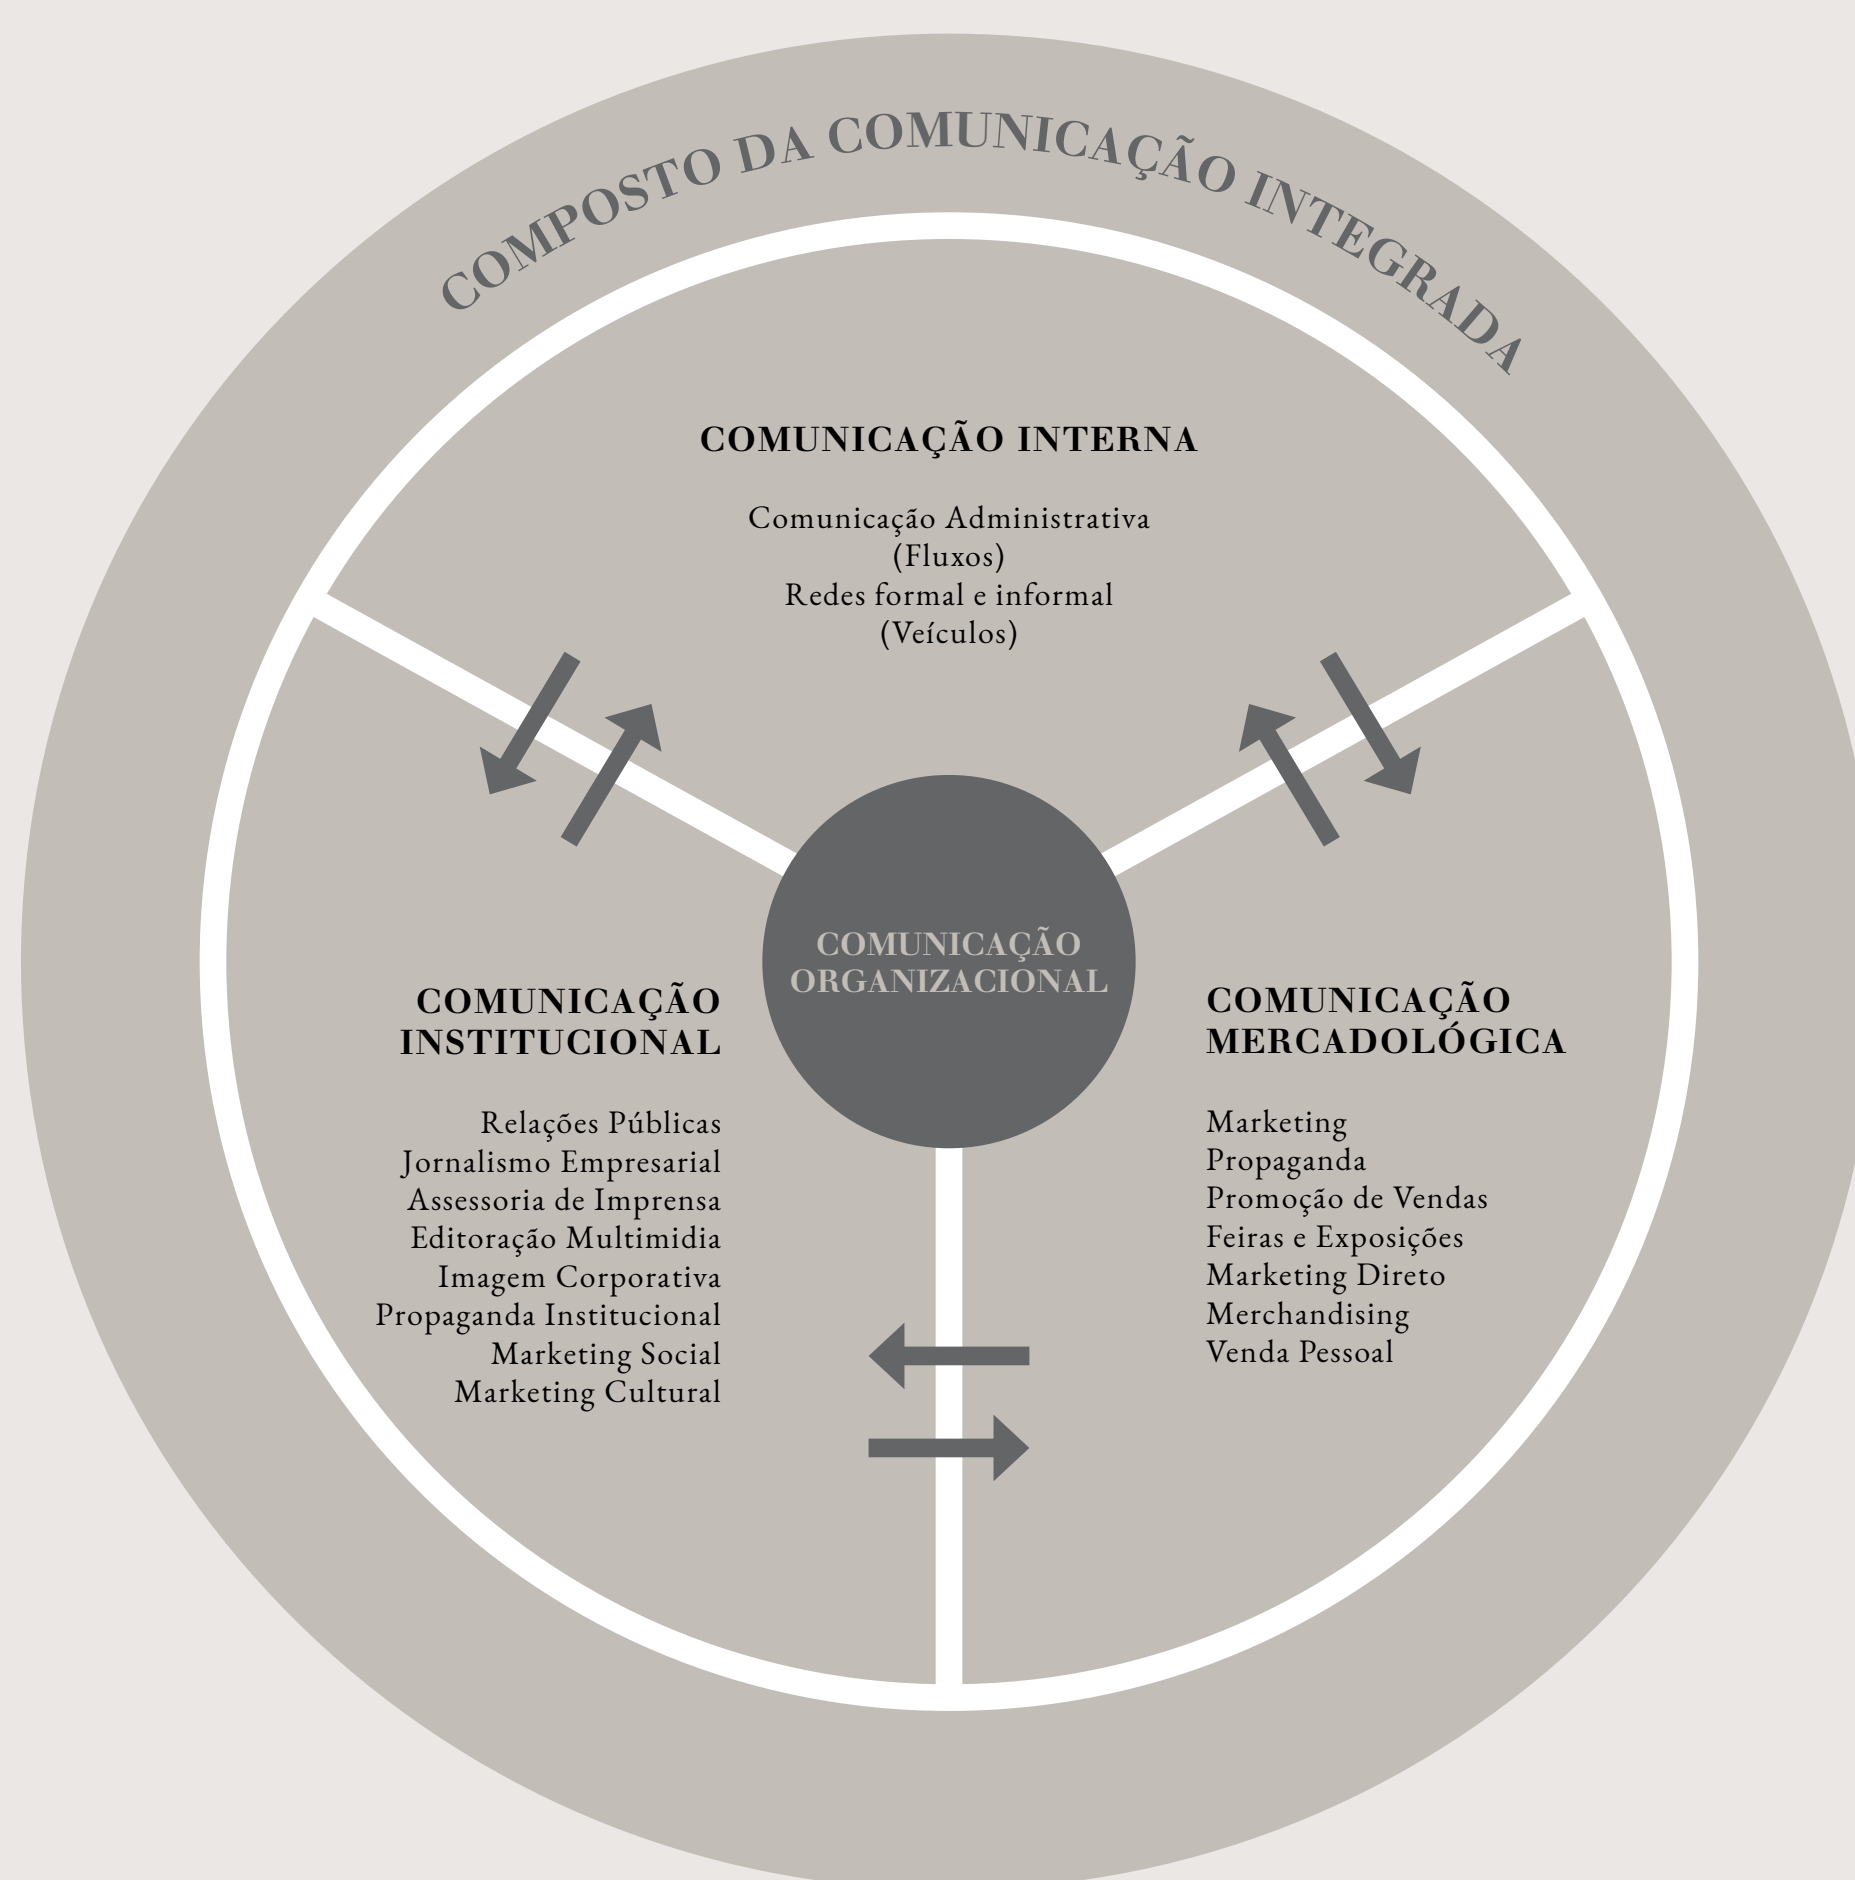 COMPOSTO DA COMUNICAÇÃO INTEGRADA
COMUNICAÇÃO INTERNA
Comunicação Administrativa
(Fluxos)
Redes formal e informal
(Veículos)
COMUNICAÇÃO
ORGANIZACIONAL
COMUNICAÇÃO
INSTITUCIONAL
Relações Públicas
Jornalismo Empresarial
Assessoria de Imprensa
Editoração Multimidia
Imagem Corporativa
Propaganda Institucional
Marketing Social
Marketing Cultural
COMUNICAÇÃO
MERCADOLÓGICA
Marketing
Propaganda
Promoção de Vendas
Feiras e Exposições
Marketing Direto
Merchandising
Venda Pessoal